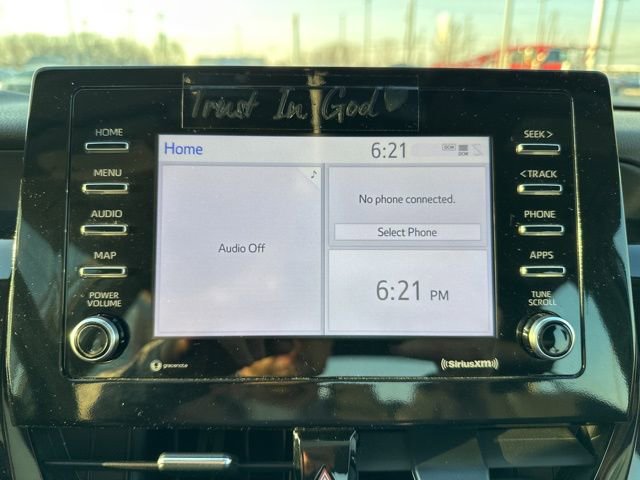 Trust In God
HOME
MENU
AUDIO
MAP
POWER
VOLUME
Home 6:21
Audio Off
No phone connected.
Select Phone
6:21 PM
SEEK >
< TRACK
PHONE
APPS
TUNE
SCROLL
gracenote
((SiriusXM))